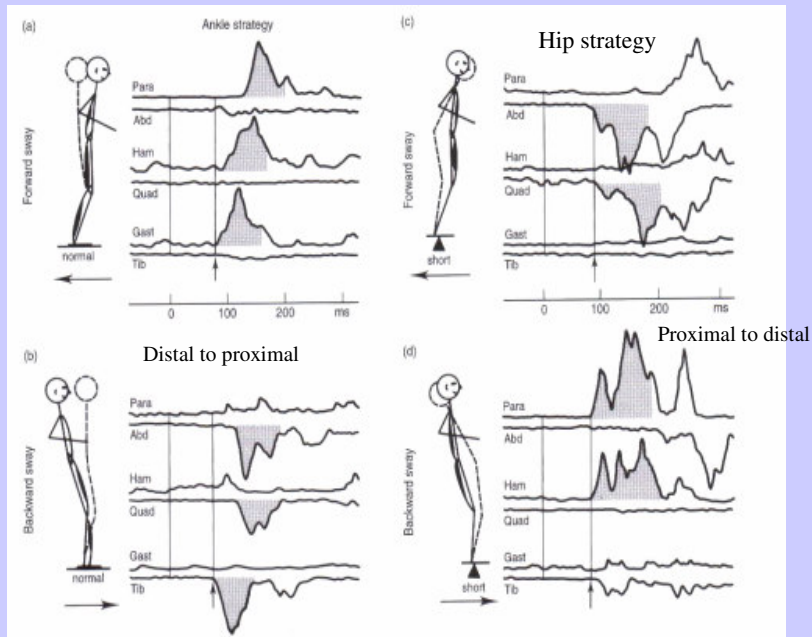 (a)
Ankle strategy
Forward sway
Para
Abd
Ham
Quad
Gast
Tib
normal
0 100 200 ms
(c)
Hip strategy
Forward sway
Para
Abd
Ham
Quad
Gast
Tib
short
0 100 200 ms
(b)
Distal to proximal
Backward sway
Para
Abd
Ham
Quad
Gast
Tib
normal
Proximal to distal
(d)
Backward sway
Para
Abd
Ham
Quad
Gast
Tib
short